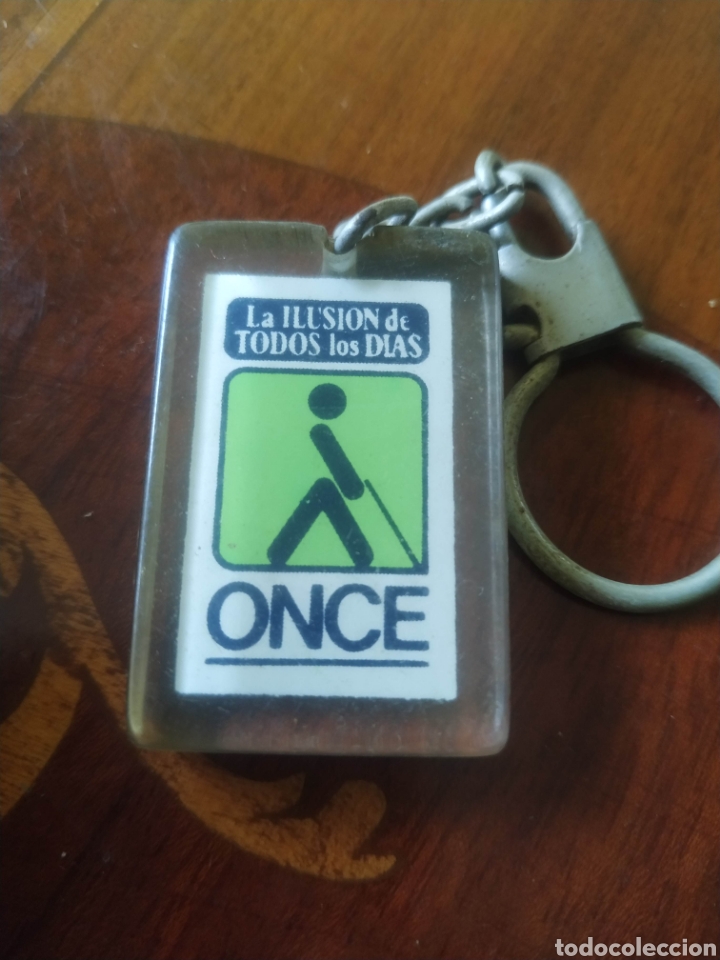 La ILUSION de
TODOS los DIAS
ONCE
todocoleccion